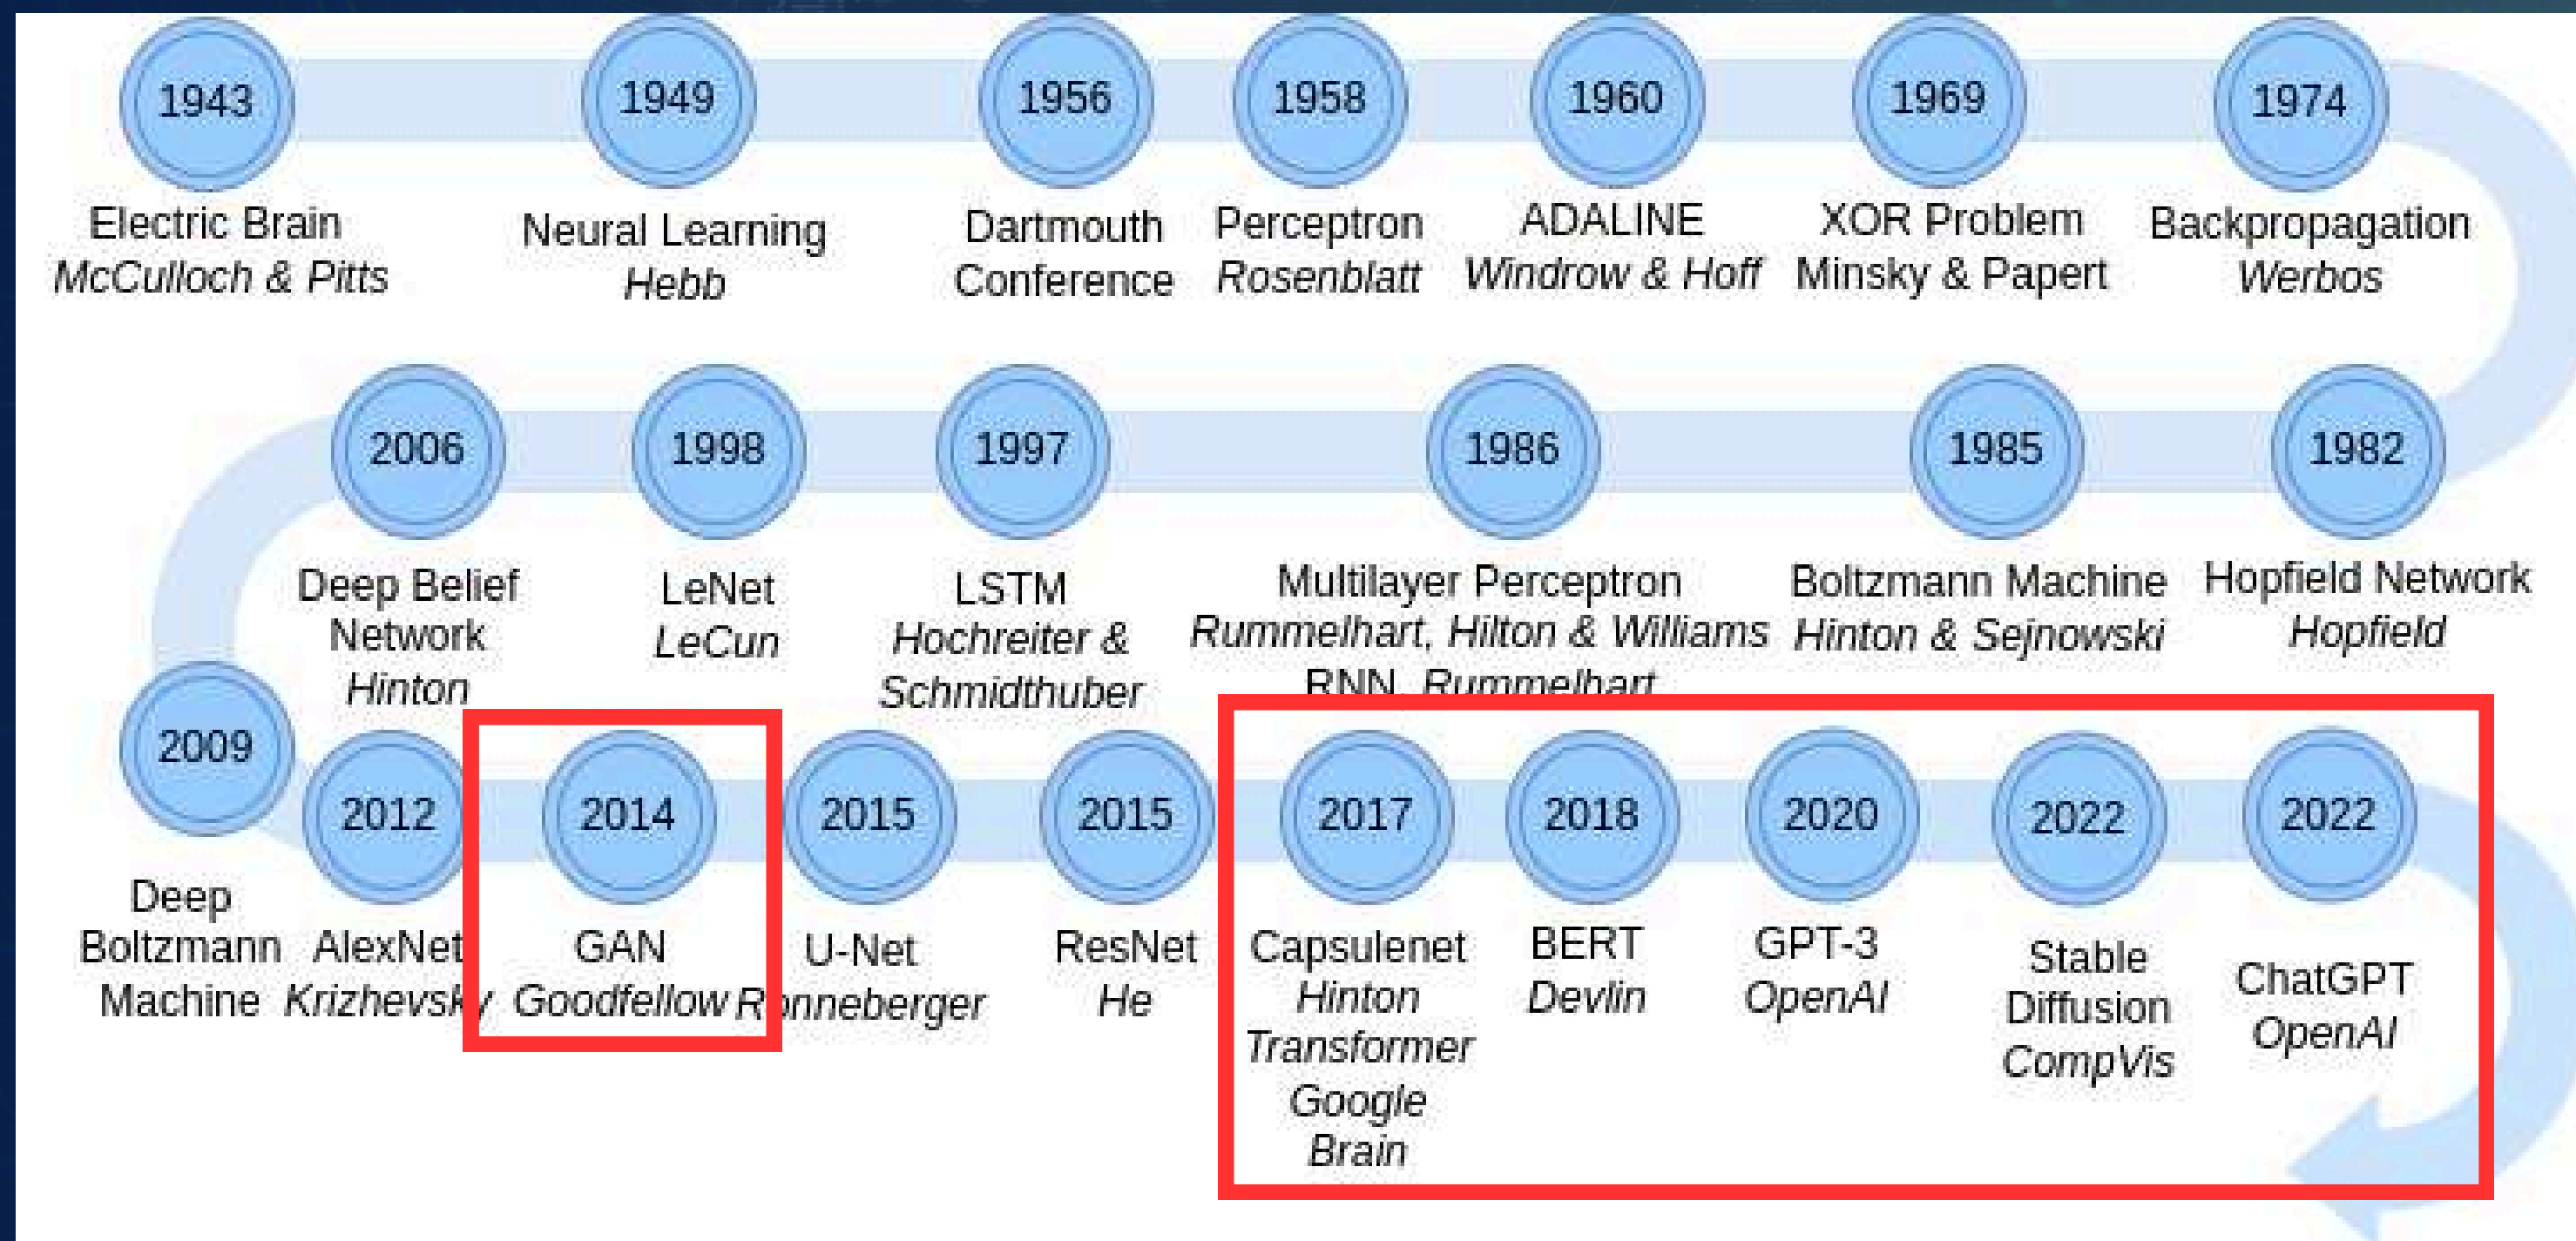 1943
Electric Brain
McCulloch & Pitts
1949
Neural Learning
Hebb
1956
Dartmouth
Conference
1958
Perceptron
Rosenblatt
1960
ADALINE
Windrow & Hoff
1969
XOR Problem
Minsky & Papert
1974
Backpropagation
Werbos
1982
Hopfield Network
Hopfield
1985
Boltzmann Machine
Hinton & Sejnowski
1986
Multilayer Perceptron
Rummelhart, Hilton & Williams
RNN, Rummelhart
1997
LSTM
Hochreiter &
Schmidthuber
1998
LeNet
LeCun
2006
Deep Belief
Network
Hinton
2009
Deep
Boltzmann
Machine
2012
AlexNet
Krizhevsky
2014
GAN
Goodfellow
2015
U-Net
Ronneberger
2015
ResNet
He
2017
Capsulenet
Hinton
Transformer
Google
Brain
2018
BERT
Devlin
2020
GPT-3
OpenAI
2022
Stable
Diffusion
CompVis
2022
ChatGPT
OpenAI